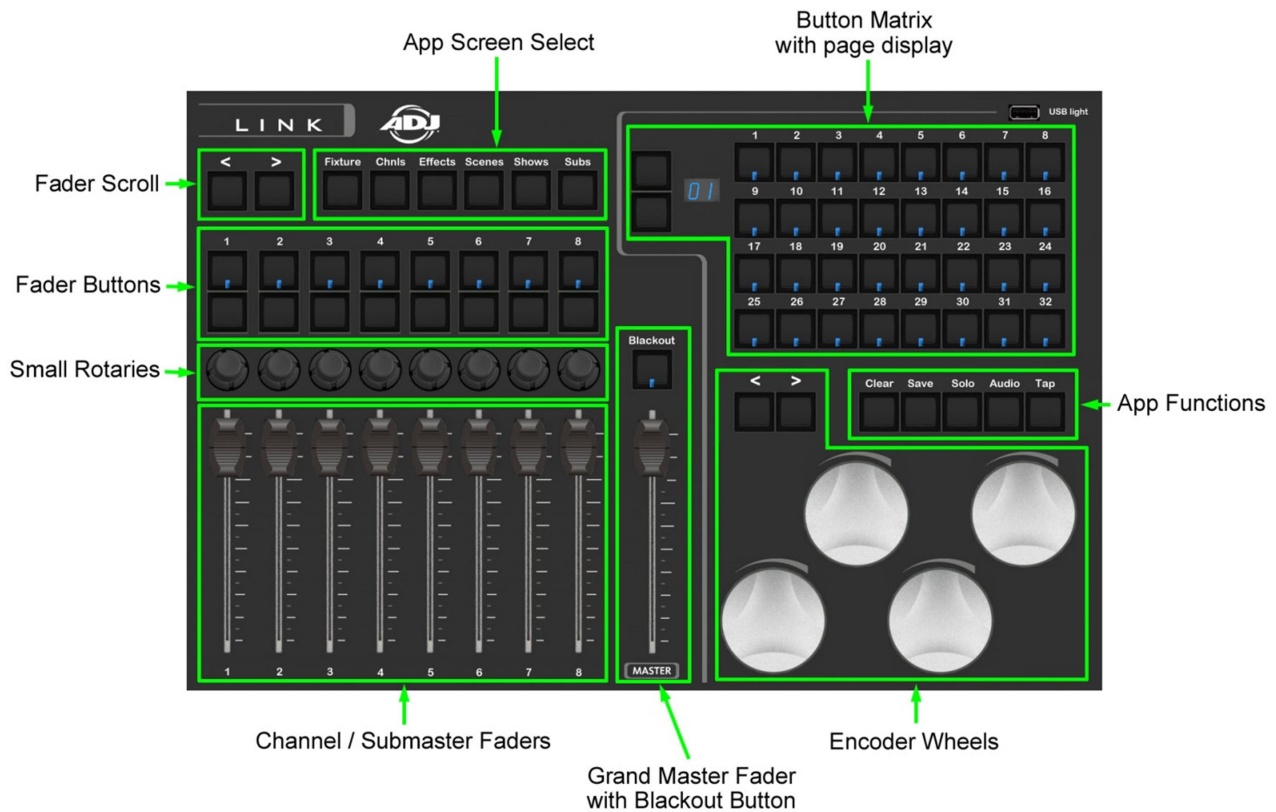 Button Matrix
with page display
App Screen Select
LINK
ADJ
USB light
< >
Fixture Chnls Effects Scenes Shows Subs
Fader Scroll
01
1 2 3 4 5 6 7 8
9 10 11 12 13 14 15 16
17 18 19 20 21 22 23 24
25 26 27 28 29 30 31 32
1 2 3 4 5 6 7 8
Fader Buttons
Small Rotaries
Blackout
< >
Clear Save Solo Audio Tap
App Functions
1 2 3 4 5 6 7 8
MASTER
Channel / Submaster Faders
Encoder Wheels
Grand Master Fader
with Blackout Button